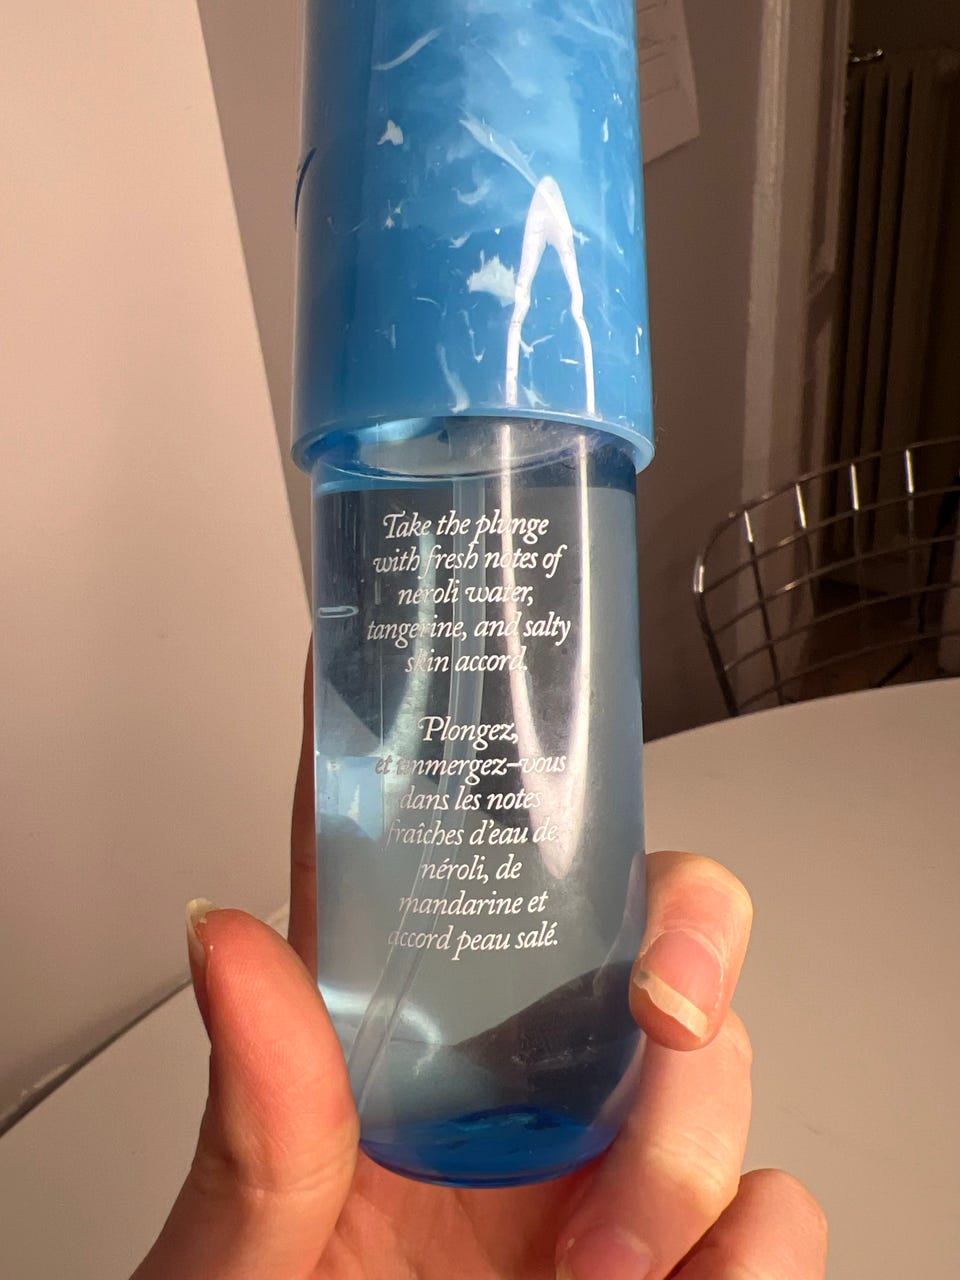 Take the plunge
with fresh notes of
neroli water,
tangerine, and salty
skin accord.
Plongez,
et immergez-vous
dans les notes
fraîches d'eau de
néroli, de
mandarine et
accord peau salé.